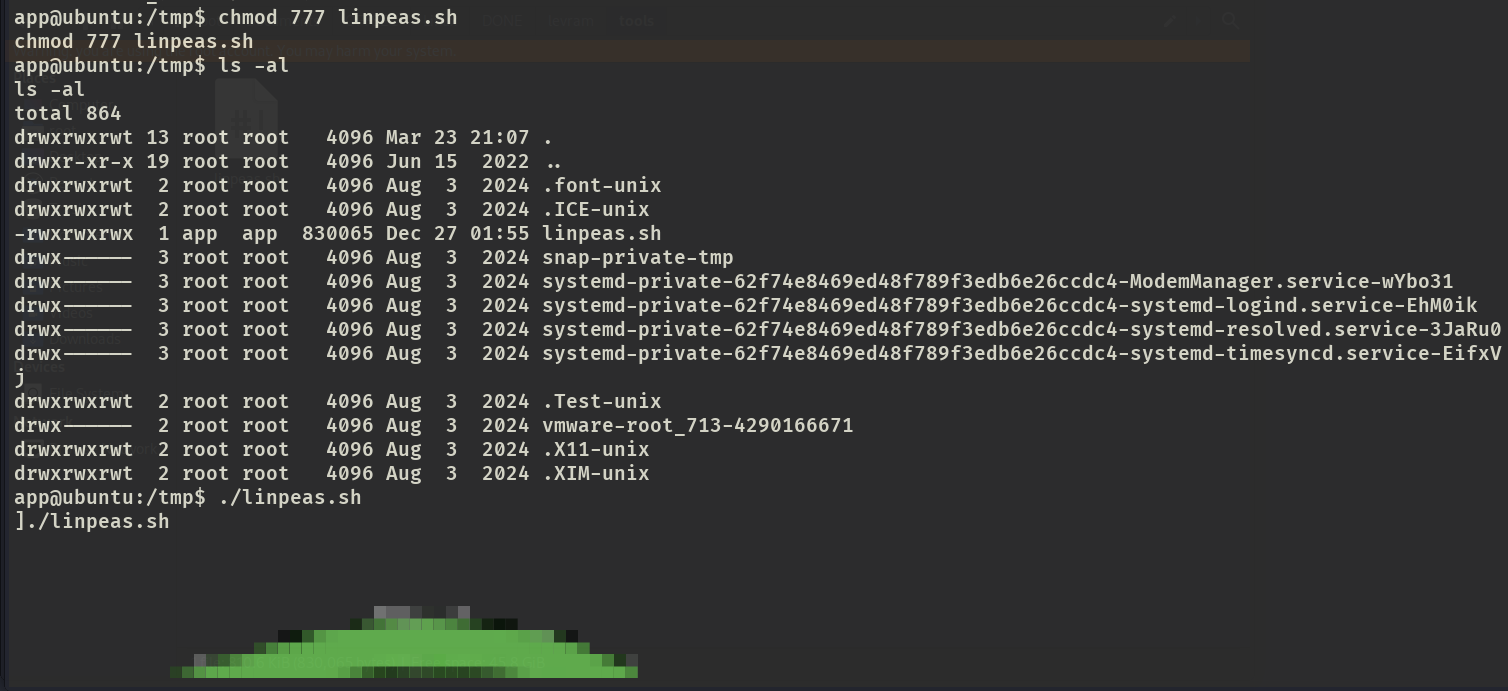 app@ubuntu:/tmp$ chmod 777 linpeas.sh
chmod 777 linpeas.sh
app@ubuntu:/tmp$ ls -al
ls -al
total 864
drwxrwxrwt 13 root root   4096 Mar 23 21:07 .
drwxr-xr-x 19 root root   4096 Jun 15  2022 ..
drwxrwxrwt  2 root root   4096 Aug  3  2024 .font-unix
drwxrwxrwt  2 root root   4096 Aug  3  2024 .ICE-unix
-rwxrwxrwx  1 app  app  830065 Dec 27 01:55 linpeas.sh
drwx------  3 root root   4096 Aug  3  2024 snap-private-tmp
drwx------  3 root root   4096 Aug  3  2024 systemd-private-62f74e8469ed48f789f3edb6e26ccdc4-ModemManager.service-wYbo31
drwx------  3 root root   4096 Aug  3  2024 systemd-private-62f74e8469ed48f789f3edb6e26ccdc4-systemd-logind.service-EhM0ik
drwx------  3 root root   4096 Aug  3  2024 systemd-private-62f74e8469ed48f789f3edb6e26ccdc4-systemd-resolved.service-3JaRu0
drwx------  3 root root   4096 Aug  3  2024 systemd-private-62f74e8469ed48f789f3edb6e26ccdc4-systemd-timesyncd.service-EifxV
j
drwxrwxrwt  2 root root   4096 Aug  3  2024 .Test-unix
drwx------  2 root root   4096 Aug  3  2024 vmware-root_713-4290166671
drwxrwxrwt  2 root root   4096 Aug  3  2024 .X11-unix
drwxrwxrwt  2 root root   4096 Aug  3  2024 .XIM-unix
app@ubuntu:/tmp$ ./linpeas.sh
]./linpeas.sh